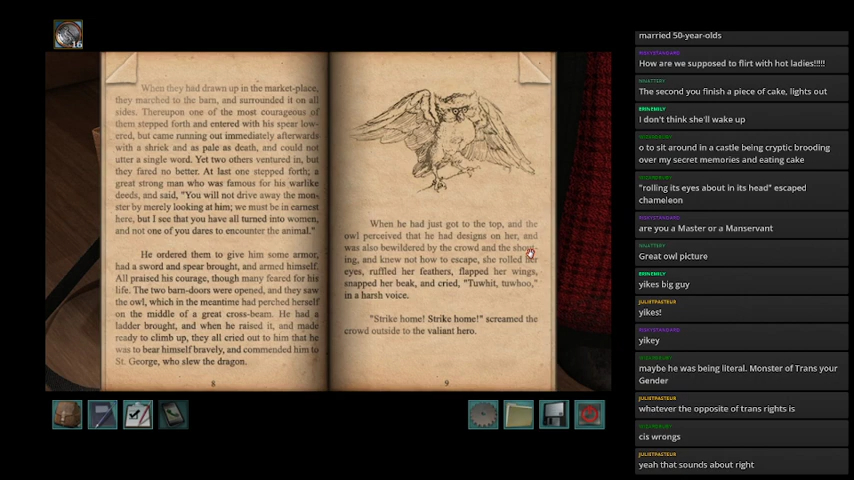 16
When they had drawn up in the market-place,
they marched to the barn, and surrounded it on all
sides. Thereupon one of the most courageous of
them stepped forth and entered with his spear low-
ered, but came running out immediately afterwards
with a shriek and as pale as death, and could not
utter a single word. Yet two others ventured in, but
they fared no better. At last one stepped forth; a
great strong man who was famous for his warlike
deeds, and said, "You will not drive away the mon-
ster by merely looking at him; we must be in earnest
here, but I see that you have all turned into women,
and not one of you dares to encounter the animal."
He ordered them to give him some armor,
had a sword and spear brought, and armed himself.
All praised his courage, though many feared for his
life. The two barn-doors were opened, and they saw
the owl, which in the meantime had perched herself
on the middle of a great cross-beam. He had a
ladder brought, and when he raised it, and made
ready to climb up, they all cried out to him that he
was to bear himself bravely, and commended him to
St. George, who slew the dragon.
8
When he had just got to the top, and the
owl perceived that he had designs on her, and
was also bewildered by the crowd and the shout-
ing, and knew not how to escape, she rolled her
eyes, ruffled her feathers, flapped her wings,
snapped her beak, and cried, "Tuwhit, tuwhoo,"
in a harsh voice.
"Strike home! Strike home!" screamed the
crowd outside to the valiant hero.
9
married 50-year-olds
RISKYSTANDARD
How are we supposed to flirt with hot ladies!!!!!
The second you finish a piece of cake, lights out
ERINEMILY
I don't think she'll wake up
o to sit around in a castle being cryptic brooding
over my secret memories and eating cake
"rolling its eyes about in its head" escaped
chameleon
RISKYSTANDARD
are you a Master or a Manservant
Great owl picture
ERINEMILY
yikes big guy
JULISTPASTEUR
yikes!
RISKYSTANDARD
yikey
maybe he was being literal. Monster of Trans your
Gender
JULISTPASTEUR
whatever the opposite of trans rights is
cis wrongs
JULISTPASTEUR
yeah that sounds about right